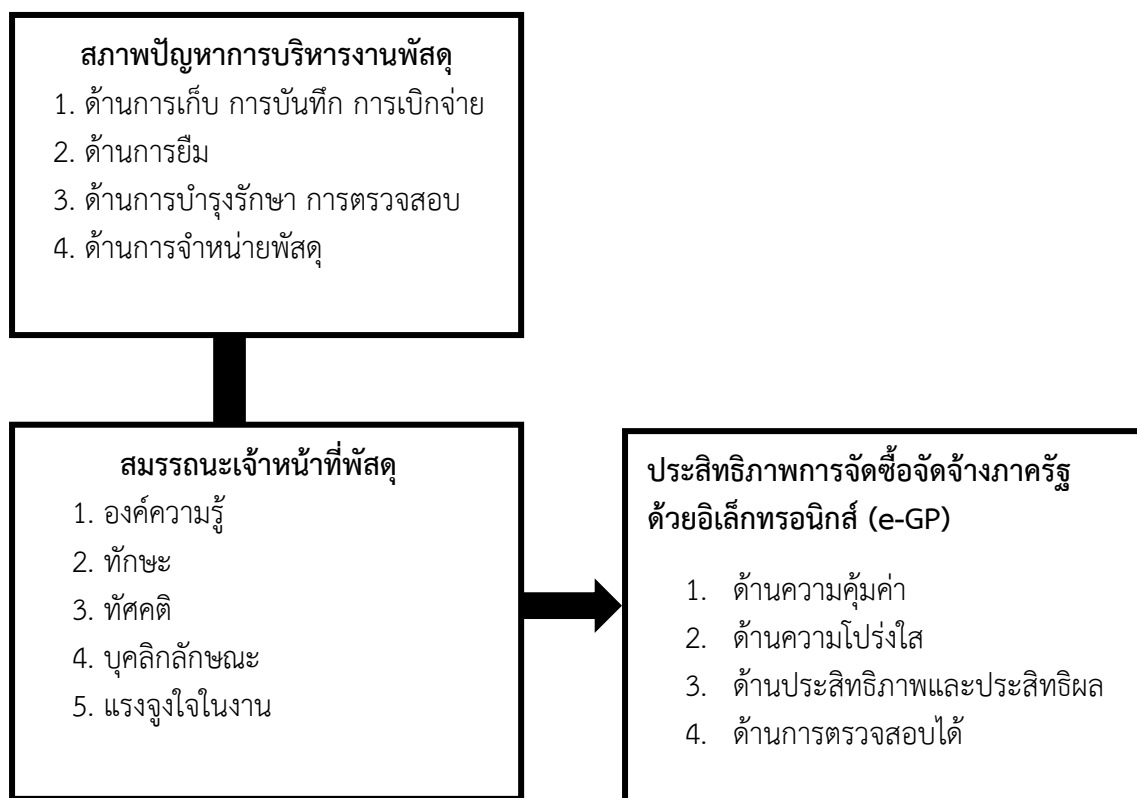 สภาพปัญหาการบริหารงานพัสดุ
1. ด้านการเก็บ การบันทึก การเบิกจ่าย
2. ด้านการยืม
3. ด้านการบำรุงรักษา การตรวจสอบ
4. ด้านการจำหน่ายพัสดุ
สมรรถนะเจ้าหน้าที่พัสดุ
1. องค์ความรู้
2. ทักษะ
3. ทัศคติ
4. บุคลิกลักษณะ
5. แรงจูงใจในงาน
ประสิทธิภาพการจัดซื้อจัดจ้างภาครัฐ
ด้วยอิเล็กทรอนิกส์ (e-GP)
1. ด้านความคุ้มค่า
2. ด้านความโปร่งใส
3. ด้านประสิทธิภาพและประสิทธิผล
4. ด้านการตรวจสอบได้